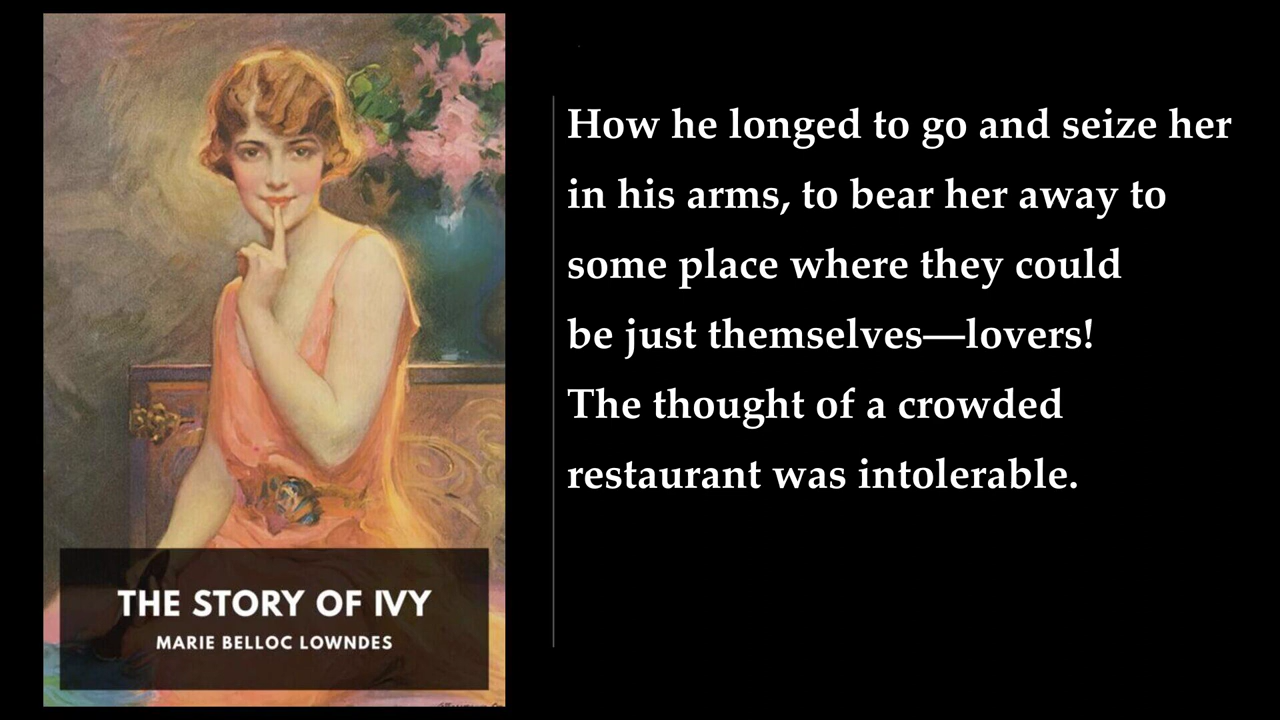 THE STORY OF IVY
MARIE BELLOC LOWNDES
How he longed to go and seize her
in his arms, to bear her away to
some place where they could
be just themselves—lovers!
The thought of a crowded
restaurant was intolerable.